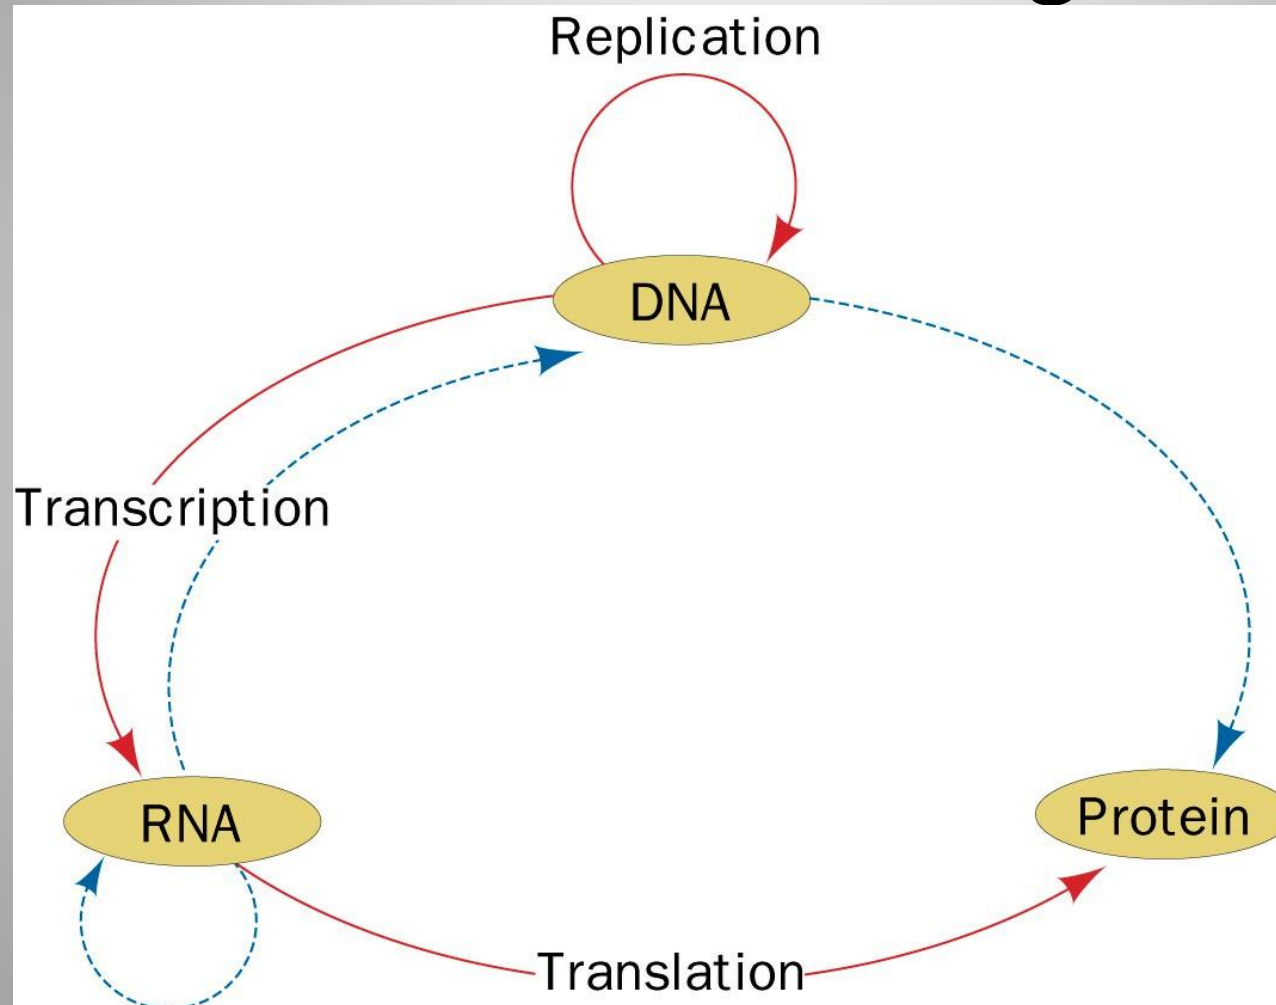 Replication
DNA
Transcription
RNA
Protein
Translation